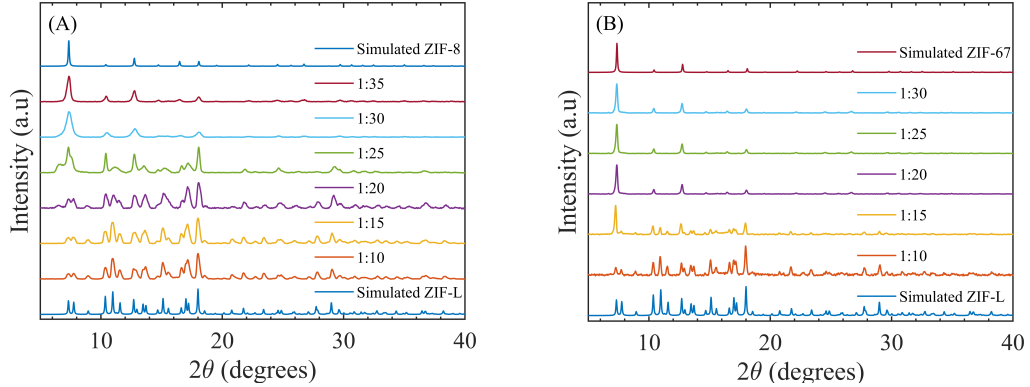 (A)
Simulated ZIF-8
1:35
1:30
1:25
1:20
1:15
1:10
Simulated ZIF-L
Intensity (a.u)
10
20
30
40
2θ (degrees)
(B)
Simulated ZIF-67
1:30
1:25
1:20
1:15
1:10
Simulated ZIF-L
Intensity (a.u)
10
20
30
40
2θ (degrees)